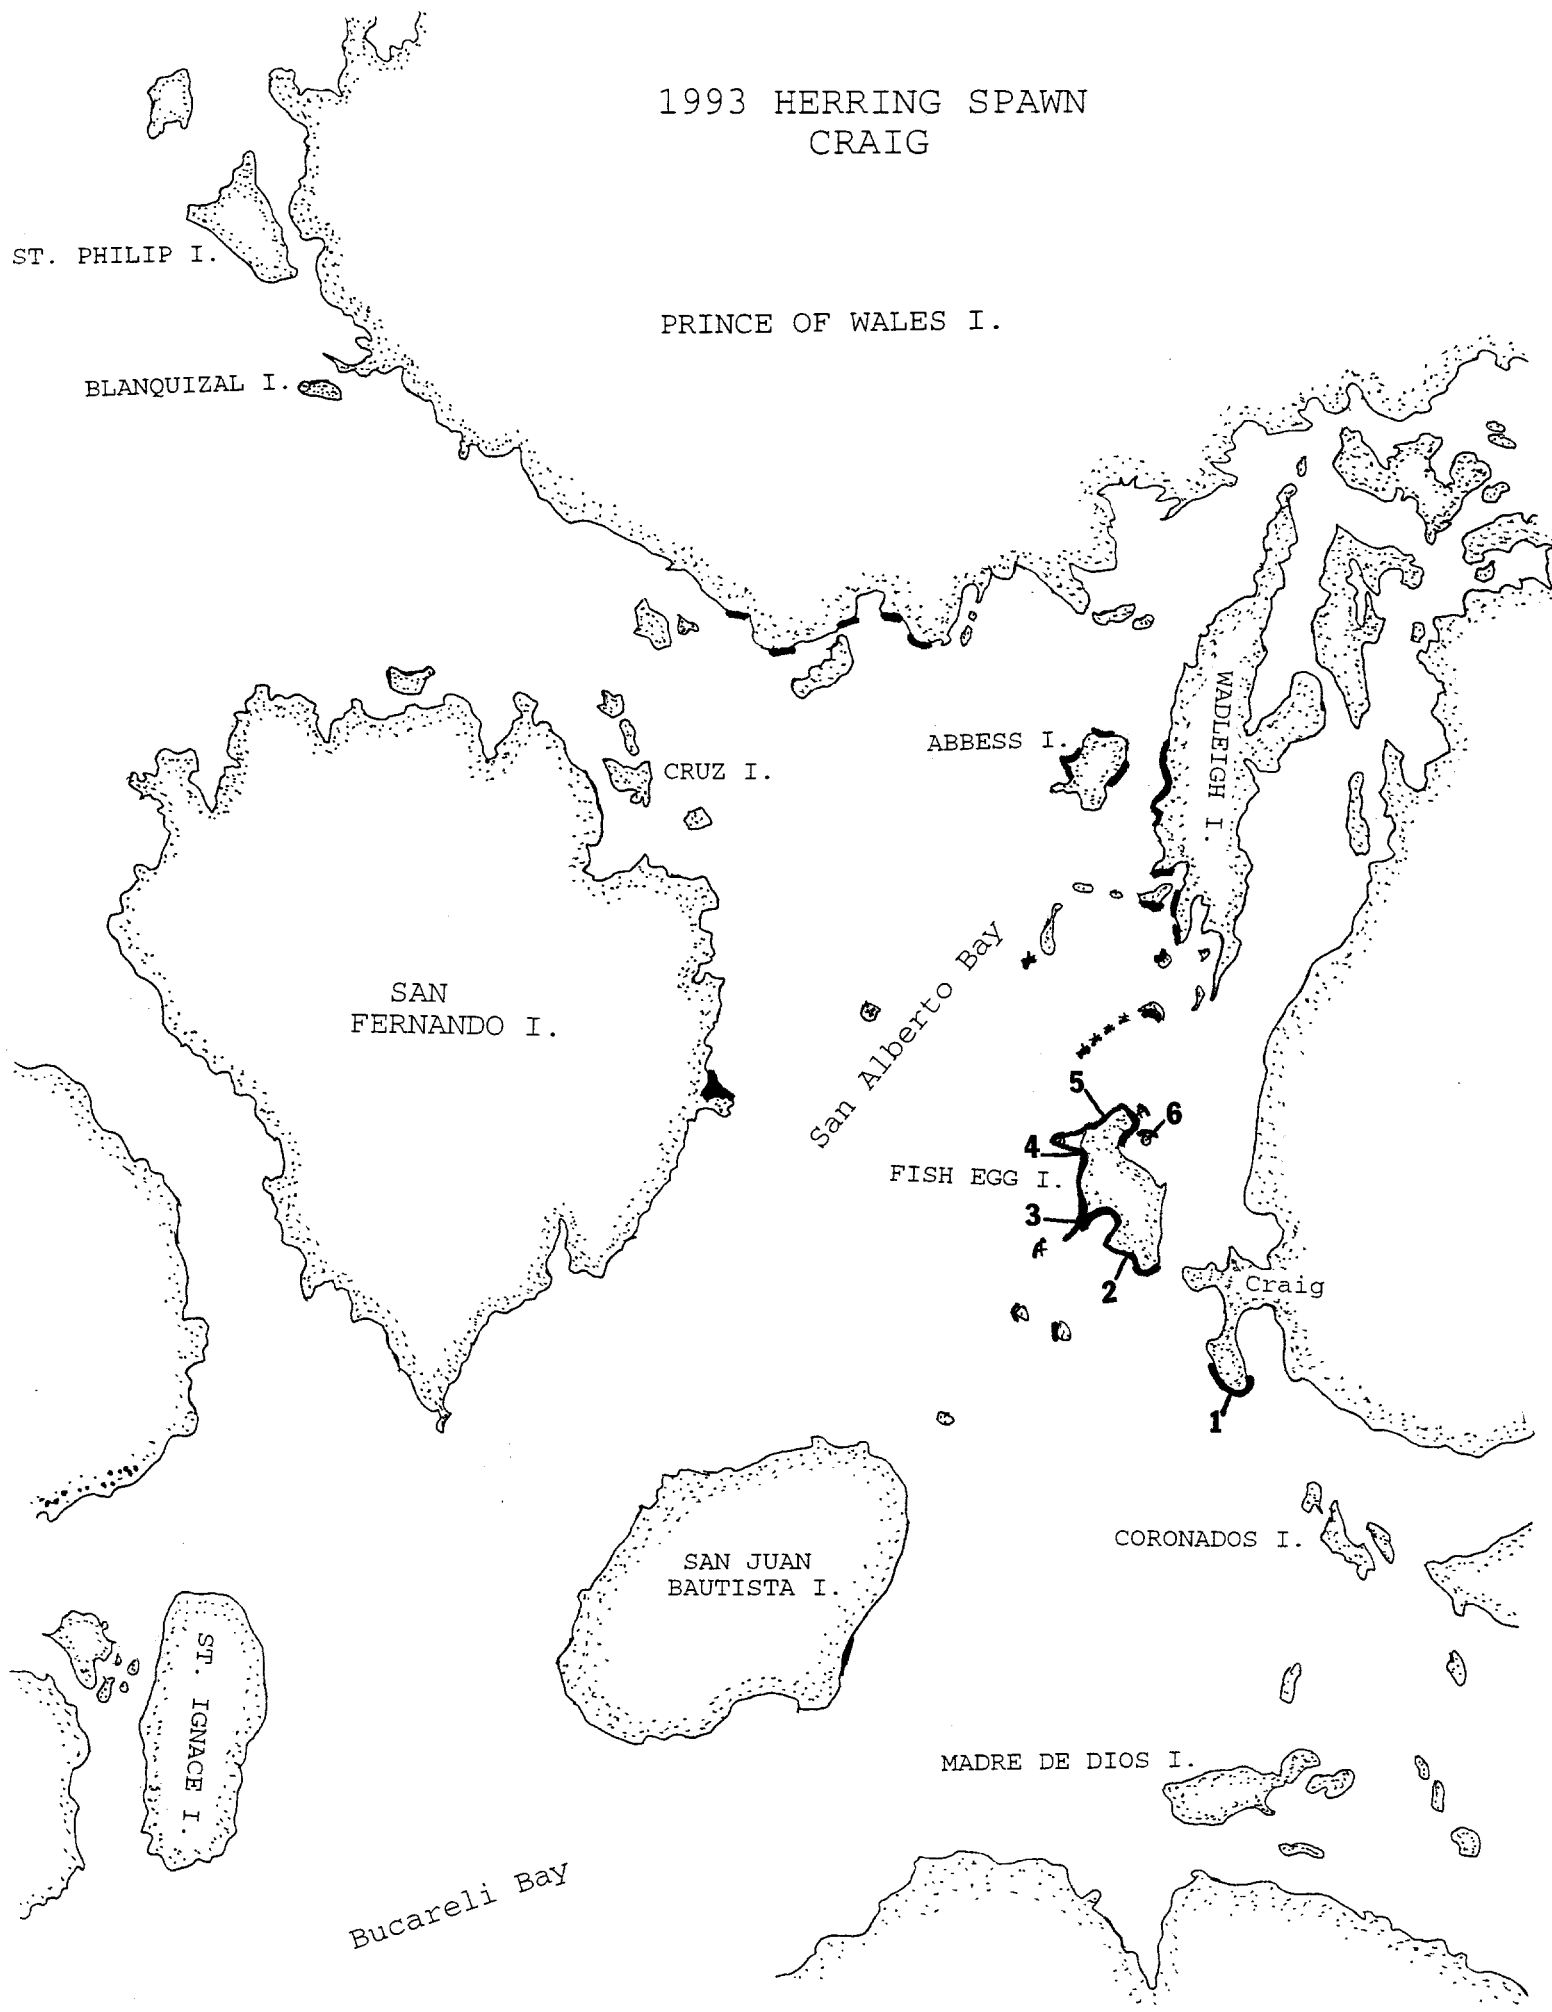 1993 HERRING SPAWN
CRAIG
ST. PHILIP I.
PRINCE OF WALES I.
BLANQUIZAL I.
WADLEIGH I.
ABBESS I.
CRUZ I.
San Alberto Bay
SAN
FERNANDO I.
5
6
4
FISH EGG I.
3
2
Craig
1
CORONADOS I.
SAN JUAN
BAUTISTA I.
ST. IGNACE I.
MADRE DE DIOS I.
Bucareli Bay